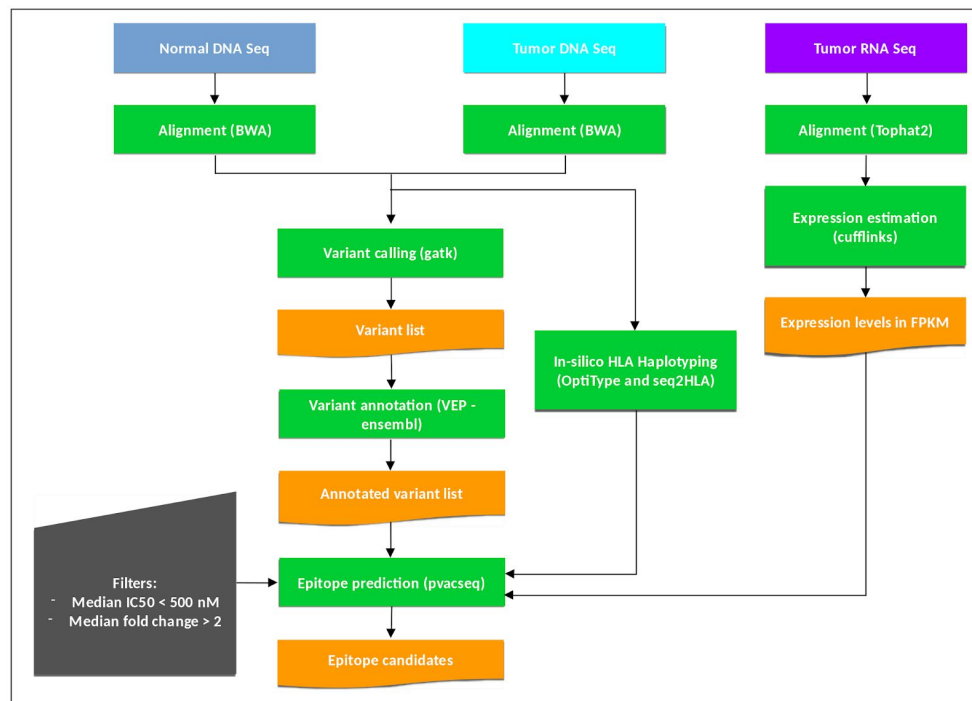 Normal DNA Seq
Tumor DNA Seq
Tumor RNA Seq
Alignment (BWA)
Alignment (BWA)
Alignment (Tophat2)
Expression estimation
(cufflinks)
Variant calling (gatk)
Variant list
Expression levels in FPKM
In-silico HLA Haplotyping
(OptiType and seq2HLA)
Variant annotation (VEP -
ensembl)
Annotated variant list
Filters:
- Median IC50 < 500 nM
- Median fold change > 2
Epitope prediction (pvacseq)
Epitope candidates